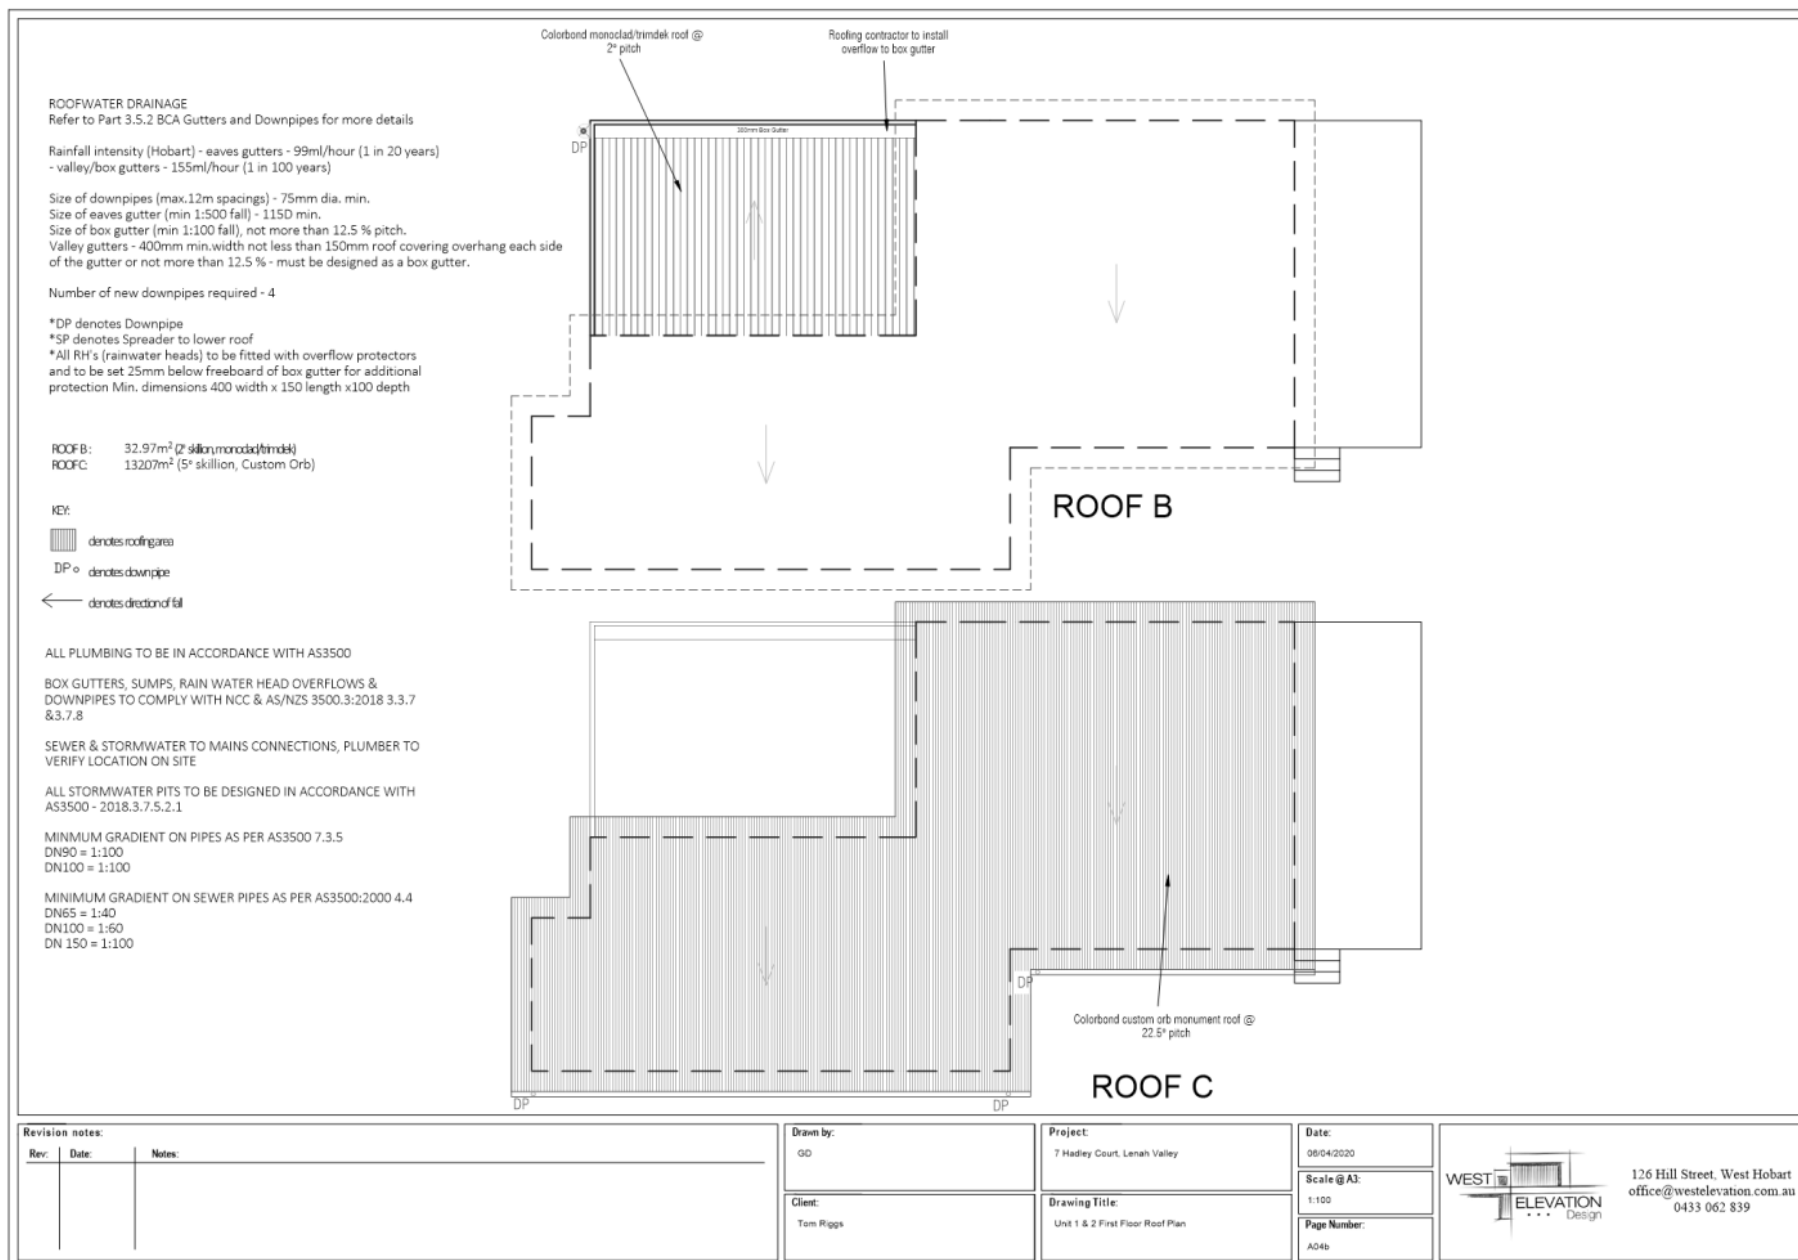 Colorbond monoclad/trimdek roof @
2° pitch
Roofing contractor to install
overflow to box gutter
ROOFWATER DRAINAGE
Refer to Part 3.5.2 BCA Gutters and Downpipes for more details
Rainfall intensity (Hobart) - eaves gutters - 99ml/hour (1 in 20 years)
- valley/box gutters - 155ml/hour (1 in 100 years)
Size of downpipes (max.12m spacings) - 75mm dia. min.
Size of eaves gutter (min 1:500 fall) - 115D min.
Size of box gutter (min 1:100 fall), not more than 12.5 % pitch.
Valley gutters - 400mm min.width not less than 150mm roof covering overhang each side
of the gutter or not more than 12.5 % - must be designed as a box gutter.
Number of new downpipes required - 4
*DP denotes Downpipe
*SP denotes Spreader to lower roof
*All RH's (rainwater heads) to be fitted with overflow protectors
and to be set 25mm below freeboard of box gutter for additional
protection Min. dimensions 400 width x 150 length x100 depth
ROOF B: 32.97m² (2° skillion,monoclad/trimdek)
ROOF C: 132.07m² (5° skillion, Custom Orb)
KEY:
denotes roofing area
DP denotes downpipe
denotes direction of fall
ALL PLUMBING TO BE IN ACCORDANCE WITH AS3500
BOX GUTTERS, SUMPS, RAIN WATER HEAD OVERFLOWS &
DOWNPIPES TO COMPLY WITH NCC & AS/NZS 3500.3:2018 3.3.7
&3.7.8
SEWER & STORMWATER TO MAINS CONNECTIONS, PLUMBER TO
VERIFY LOCATION ON SITE
ALL STORMWATER PITS TO BE DESIGNED IN ACCORDANCE WITH
AS3500 - 2018.3.7.5.2.1
MINMUM GRADIENT ON PIPES AS PER AS3500 7.3.5
DN90 = 1:100
DN100 = 1:100
MINIMUM GRADIENT ON SEWER PIPES AS PER AS3500:2000 4.4
DN65 = 1:40
DN100 = 1:60
DN 150 = 1:100
DP
300mm Box Gutter
ROOF B
DP
Colorbond custom orb monument roof @
22.5° pitch
ROOF C
DP
DP
Revision notes:
Rev: Date: Notes:
Drawn by:
GD
Client:
Tom Riggs
Project:
7 Hadley Court, Lenah Valley
Drawing Title:
Unit 1 & 2 First Floor Roof Plan
Date:
06/04/2020
Scale @ A3:
1:100
Page Number:
A04b
WEST
ELEVATION
Design
126 Hill Street, West Hobart
office@westelevation.com.au
0433 062 839